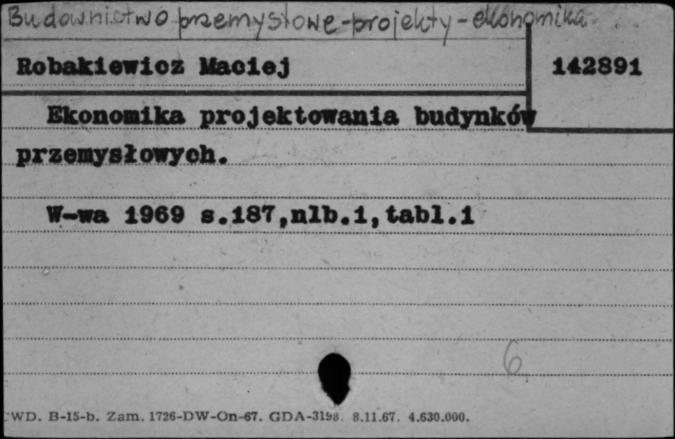 Budownictwo przemysłowe-projekty-ekonomika
Robakiewicz Maciej 142891
Ekonomika projektowania budynków
przemysłowych.
W-wa 1969 s.187,nlb.1,tabl.1
6
WD. B-15-b. Zam. 1726-DW-On-67. GDA-3198. 8.11.67. 4.630.000.